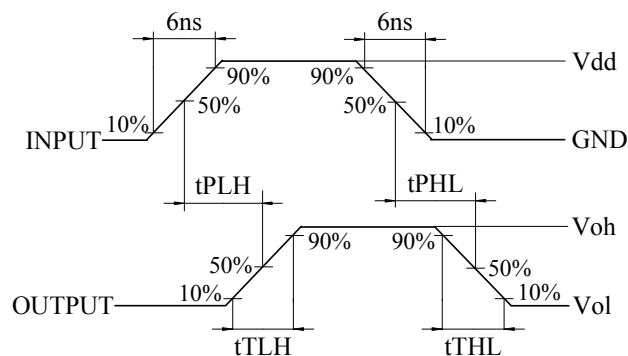 6ns 6ns
90% 90% Vdd
50% 50%
10% 10%
INPUT GND
tPLH tPHL
Voh
90% 90%
50% 50%
10% 10%
OUTPUT Vol
tTLH tTHL